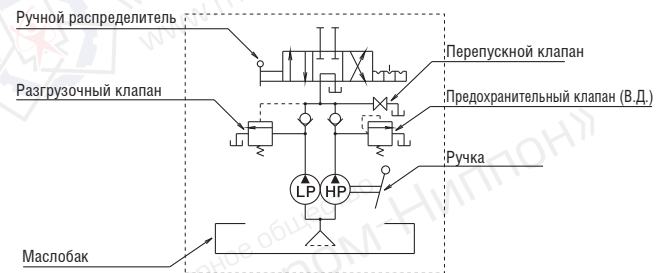 Ручной распределитель
Перепускной клапан
Разгрузочный клапан
Предохранительный клапан (В.Д.)
Ручка
LP HP
Маслобак